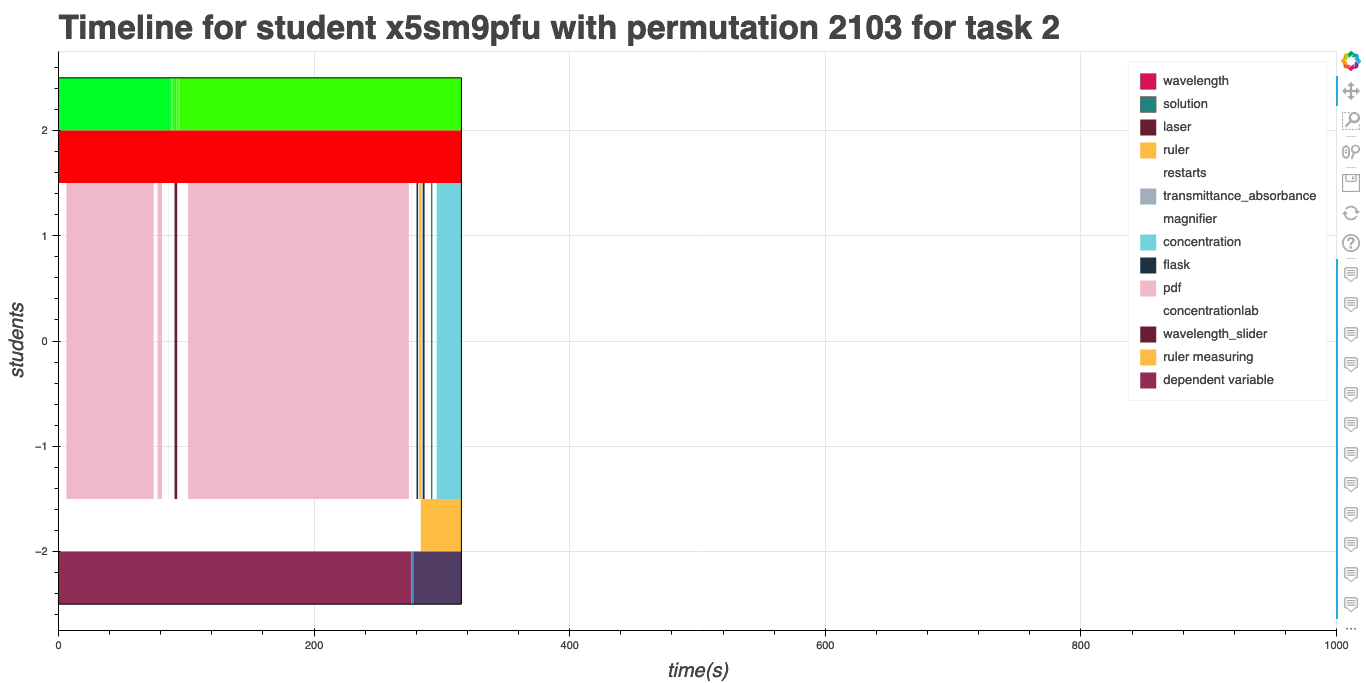 Timeline for student x5sm9pfu with permutation 2103 for task 2
wavelength
solution
laser
ruler
restarts
transmittance_absorbance
magnifier
concentration
flask
pdf
concentrationlab
wavelength_slider
ruler measuring
dependent variable
students
2
1
0
−1
−2
0 200 400 600 800 1000
time(s)